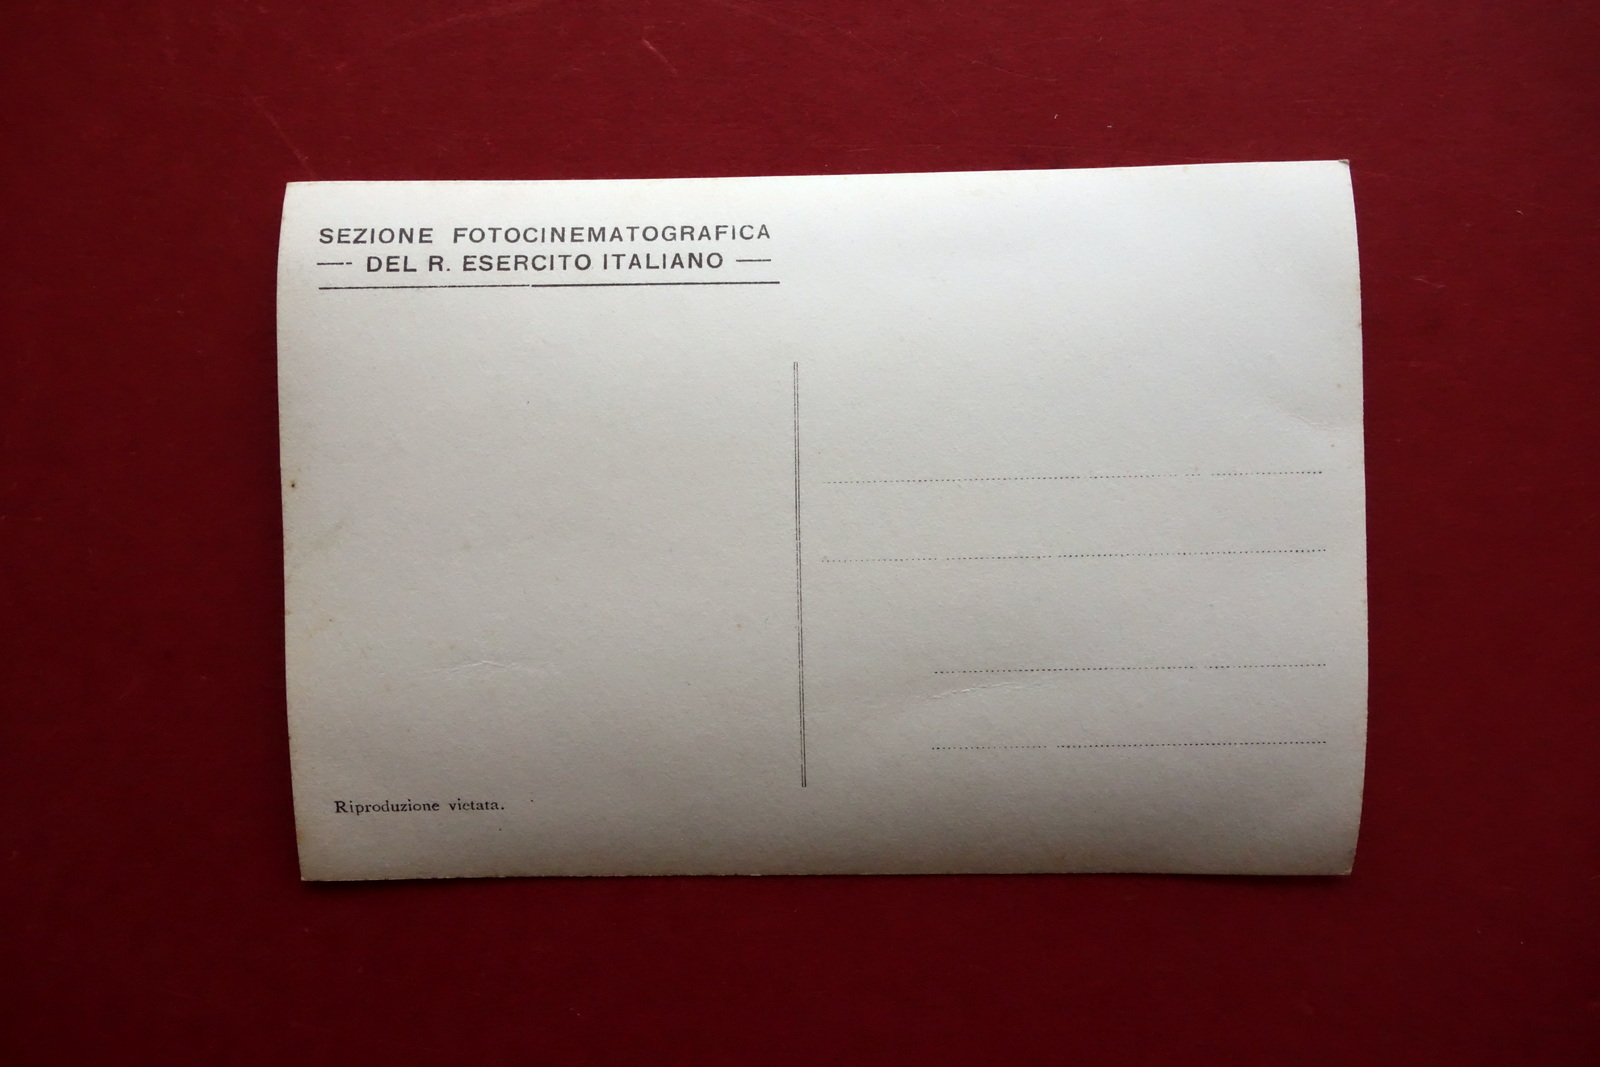 SEZIONE FOTOCINEMATOGRAFICA
— DEL R. ESERCITO ITALIANO —
Riproduzione vietata.